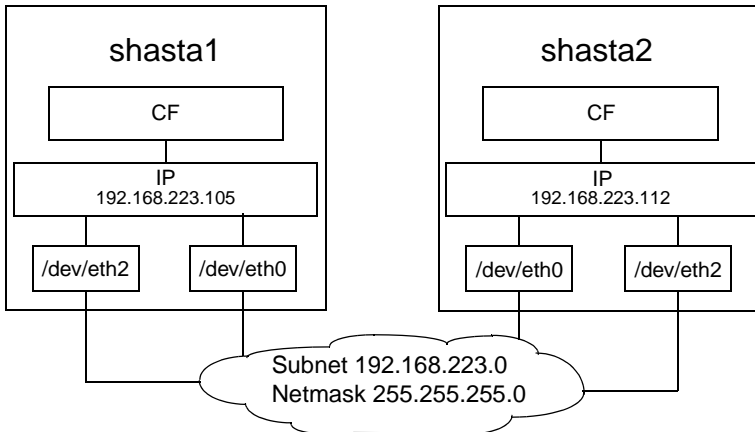 shasta1
CF
IP
192.168.223.105
/dev/eth2
/dev/eth0
shasta2
CF
IP
192.168.223.112
/dev/eth0
/dev/eth2
Subnet 192.168.223.0
Netmask 255.255.255.0